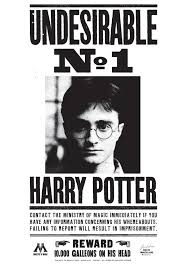 UNDESIRABLE
Nº1
HARRY POTTER
CONTACT THE MINISTRY OF MAGIC IMMEDIATELY IF YOU
HAVE ANY INFORMATION CONCERNING HIS WHEREABOUTS.
FAILING TO REPORT WILL RESULT IN IMPRISONMENT.
REWARD
10,000 GALLEONS ON HIS HEAD